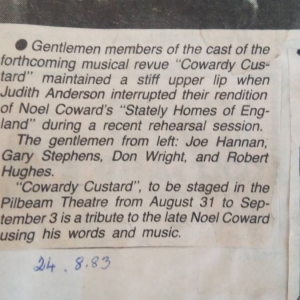 ● Gentlemen members of the cast of the
forthcoming musical revue "Cowardy Cus-
tard" maintained a stiff upper lip when
Judith Anderson interrupted their rendition
of Noel Coward's "Stately Homes of Eng-
land" during a recent rehearsal session.
The gentlemen from left: Joe Hannan,
Gary Stephens, Don Wright, and Robert
Hughes.
"Cowardy Custard", to be staged in the
Pilbeam Theatre from August 31 to Sep-
tember 3 is a tribute to the late Noel Coward
using his words and music.
24.8.83